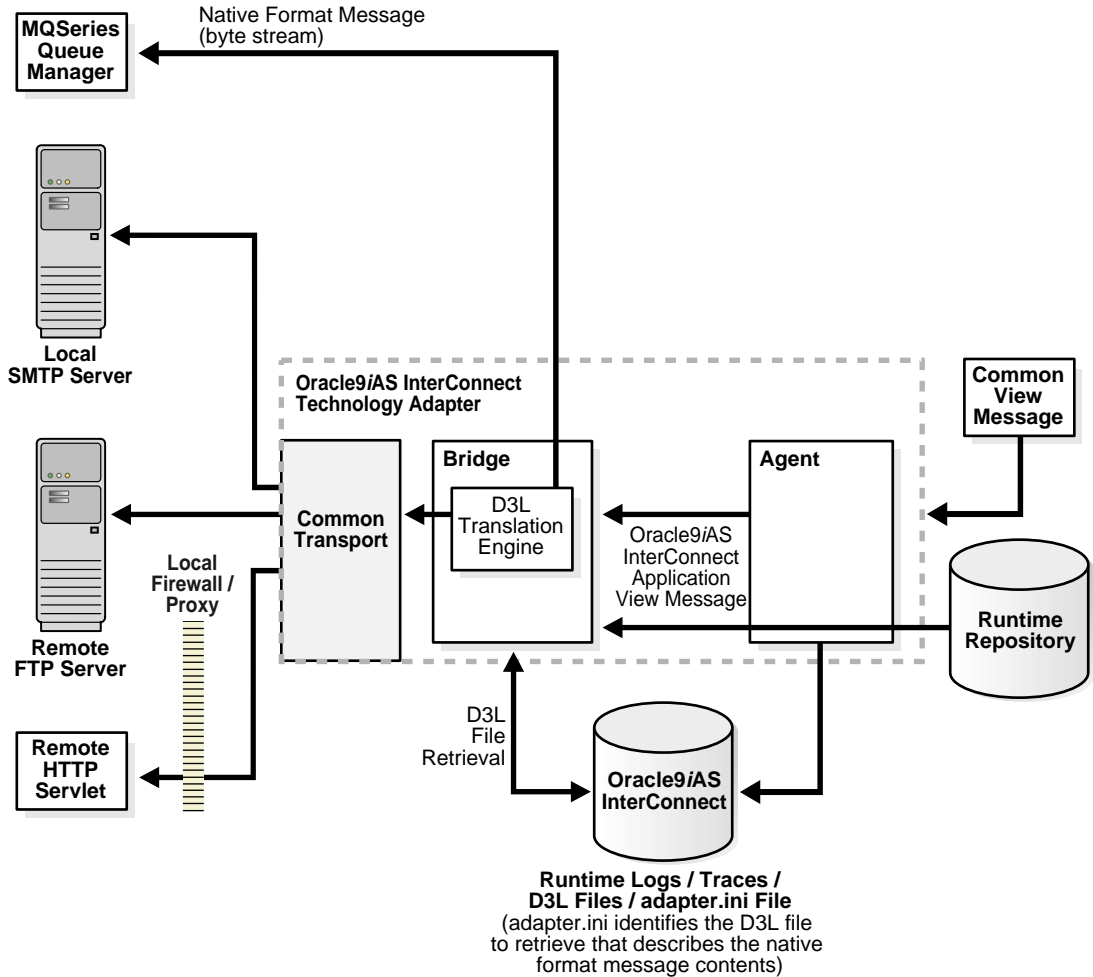 Native Format Message
(byte stream)
MQSeries
Queue
Manager
Local
SMTP Server
Oracle9iAS InterConnect
Technology Adapter
Common
View
Message
Bridge
Agent
D3L
Translation
Engine
Common
Transport
Oracle9iAS
InterConnect
Application
View Message
Local
Firewall /
Proxy
Runtime
Repository
Remote
FTP Server
D3L
File
Retrieval
Remote
HTTP
Servlet
Oracle9iAS
InterConnect
Runtime Logs / Traces /
D3L Files / adapter.ini File
(adapter.ini identifies the D3L file
to retrieve that describes the native
format message contents)